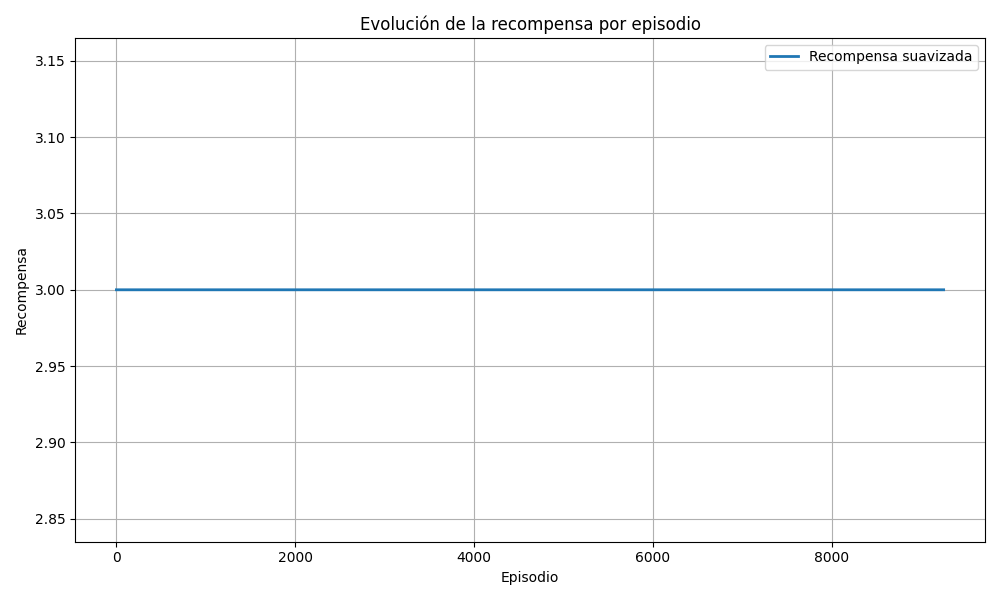 Evolución de la recompensa por episodio
Recompensa suavizada
3.15
3.10
3.05
3.00
2.95
2.90
2.85
Recompensa
0 2000 4000 6000 8000
Episodio